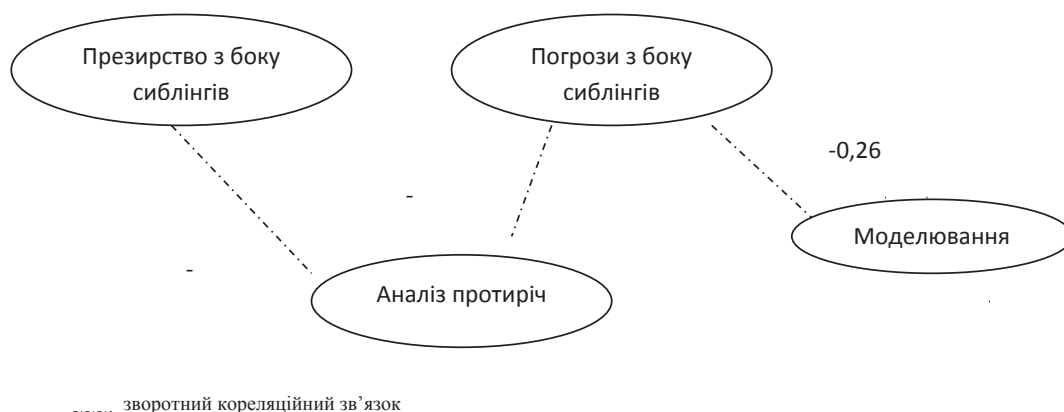 Презирство з боку
сиблінгів
Погрози з боку
сиблінгів
-0,26
-
Моделювання
-
Аналіз протиріч
зворотний кореляційний зв’язок